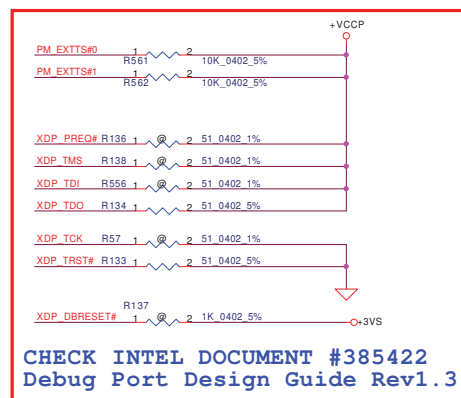 +VCCP
PM_EXTTS#0 1 2
R561 10K_0402_5%
PM_EXTTS#1 1 2
R562 10K_0402_5%
XDP_PREQ# R136 1 @ 2 51_0402_1%
XDP_TMS R138 1 @ 2 51_0402_1%
XDP_TDI R556 1 @ 2 51_0402_1%
XDP_TDO R134 1 2 51_0402_5%
XDP_TCK R57 1 @ 2 51_0402_1%
XDP_TRST# R133 1 2 51_0402_5%
R137
XDP_DBRESET# 1 @ 2 1K_0402_5% +3VS
CHECK INTEL DOCUMENT #385422
Debug Port Design Guide Rev1.3